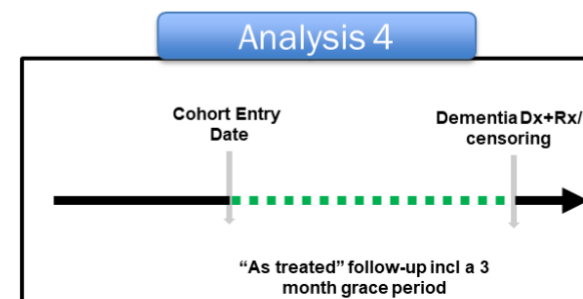 Analysis 4
Cohort Entry
Date
Dementia Dx+Rx/
censoring
“As treated” follow-up incl a 3
month grace period